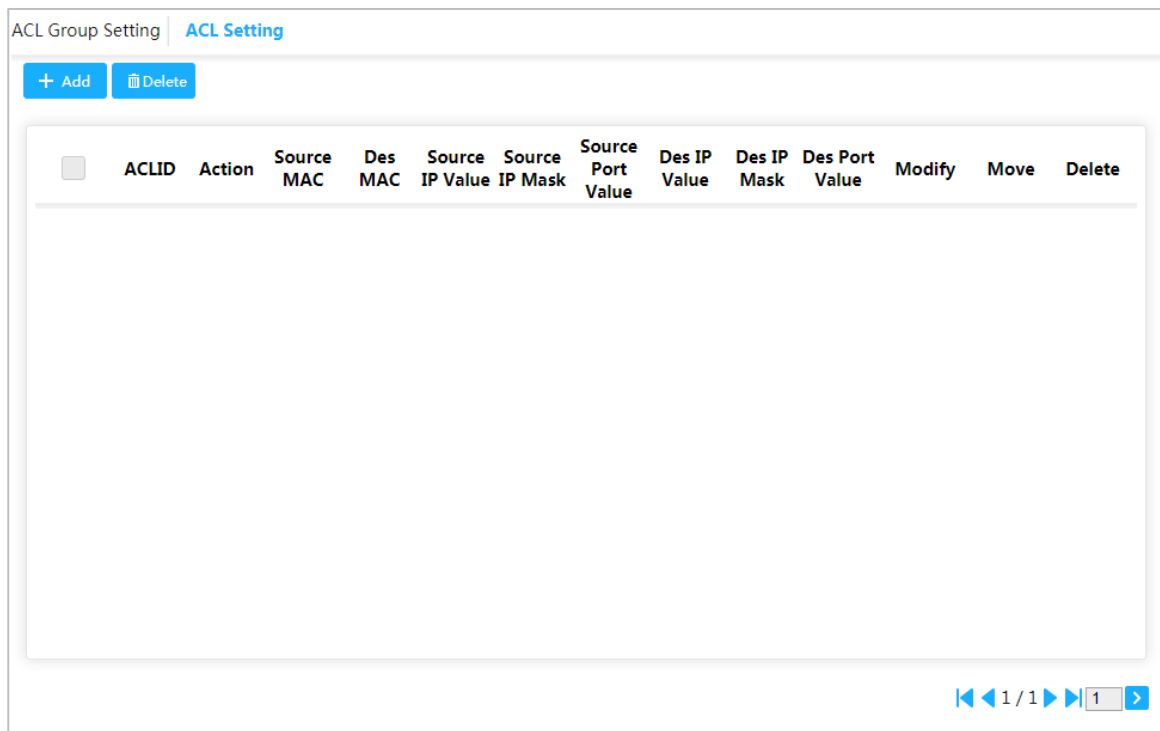 ACL Group Setting ACL Setting
+ Add Delete
ACLID Action Source MAC Des MAC Source IP Value Source IP Mask Source Port Value Des IP Value Des IP Mask Des Port Value Modify Move Delete
1 / 1 1